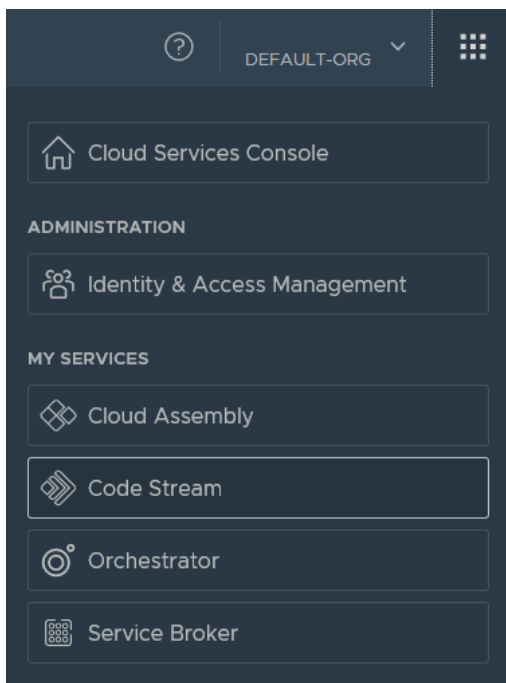 ?
DEFAULT-ORG
Cloud Services Console
ADMINISTRATION
Identity & Access Management
MY SERVICES
Cloud Assembly
Code Stream
Orchestrator
Service Broker